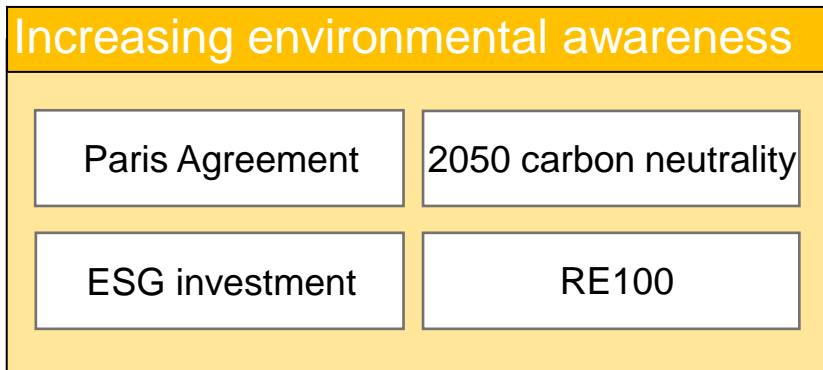 Increasing environmental awareness
Paris Agreement
2050 carbon neutrality
ESG investment
RE100